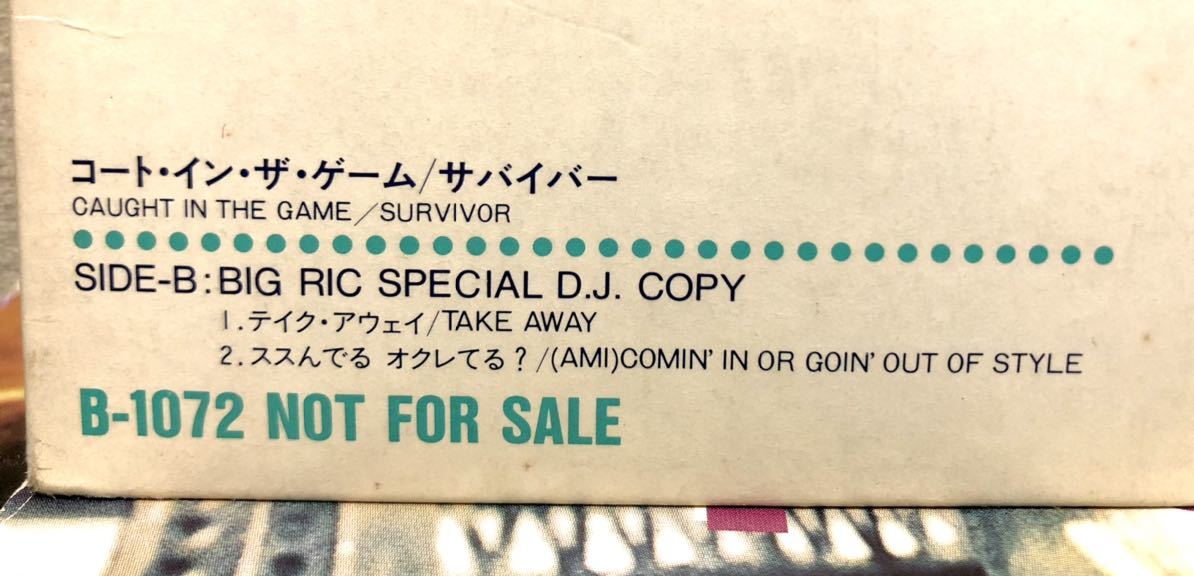 コート・イン・ザ・ゲーム/サバイバー
CAUGHT IN THE GAME/SURVIVOR
SIDE-B:BIG RIC SPECIAL D.J. COPY
1.テイク・アウェイ/TAKE AWAY
2.ススんでる オクレてる?/(AMI)COMIN' IN OR GOIN' OUT OF STYLE
B-1072 NOT FOR SALE